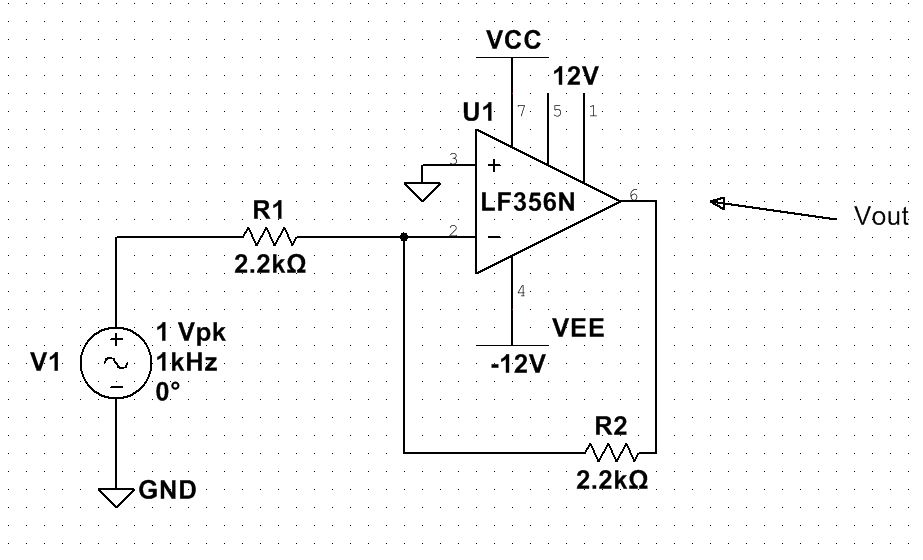 VCC
12V
U1
7
5
1
3
+
LF356N
6
Vout
R1
2
−
2.2kΩ
4
VEE
-12V
V1
+
−
1 Vpk
1kHz
0°
R2
2.2kΩ
GND